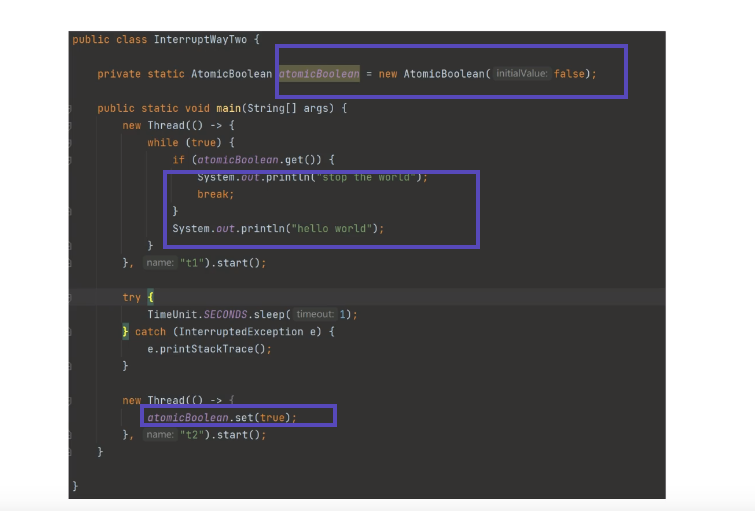 public class InterruptWayTwo {
private static AtomicBoolean atomicBoolean = new AtomicBoolean( initialValue: false);
public static void main(String[] args) {
new Thread(() -> {
while (true) {
if (atomicBoolean.get()) {
System.out.println("stop the world");
break;
}
System.out.println("hello world");
}
}, name: "t1").start();
try {
TimeUnit.SECONDS.sleep( timeout: 1);
} catch (InterruptedException e) {
e.printStackTrace();
}
new Thread(() -> {
atomicBoolean.set(true);
}, name: "t2").start();
}
}